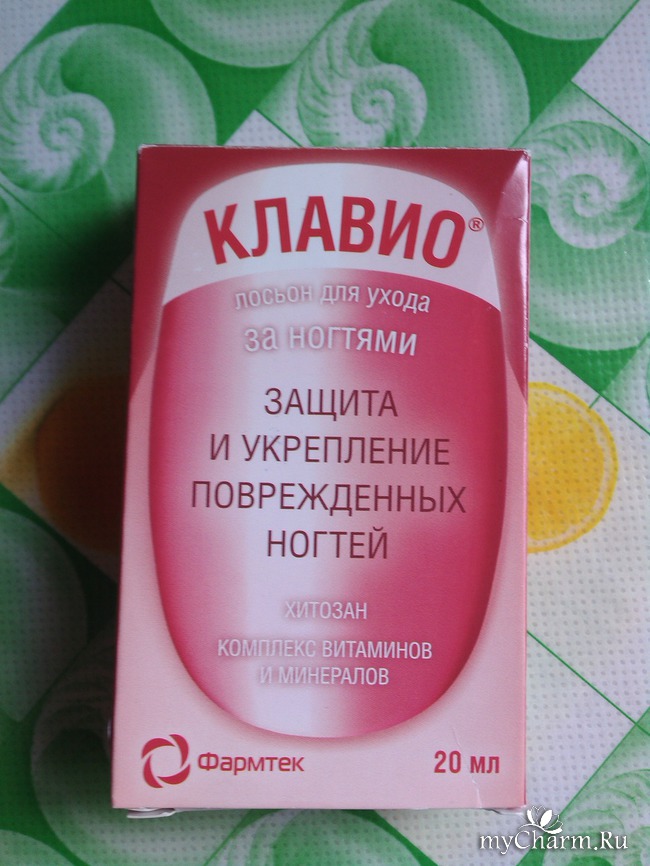 КЛАВИО®
лосьон для ухода
за ногтями
ЗАЩИТА
И УКРЕПЛЕНИЕ
ПОВРЕЖДЕННЫХ
НОГТЕЙ
ХИТОЗАН
КОМПЛЕКС ВИТАМИНОВ
И МИНЕРАЛОВ
Фармтек
20 мл
myCharm.Ru